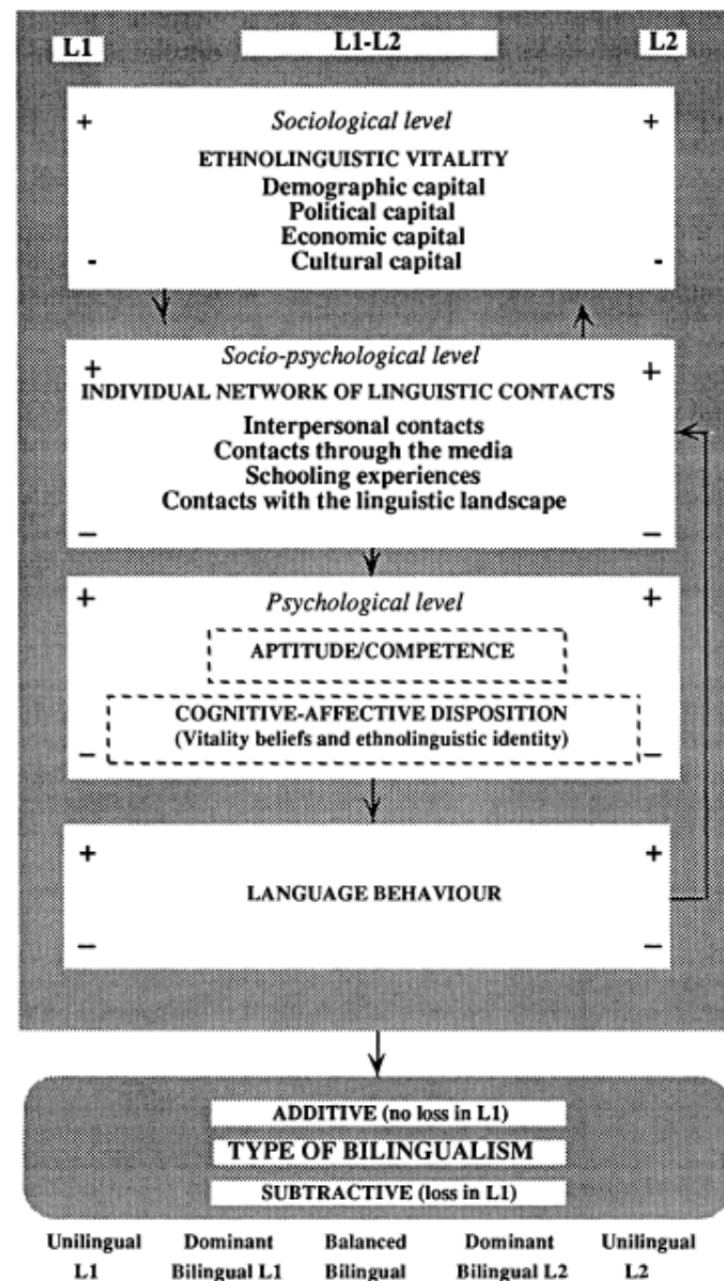 L1 L1-L2 L2
+ Sociological level +
ETHNOLINGUISTIC VITALITY
Demographic capital
Political capital
Economic capital
- Cultural capital -
+ Socio-psychological level +
INDIVIDUAL NETWORK OF LINGUISTIC CONTACTS
Interpersonal contacts
Contacts through the media
Schooling experiences
Contacts with the linguistic landscape
– –
+ Psychological level +
APTITUDE/COMPETENCE
COGNITIVE-AFFECTIVE DISPOSITION
– (Vitality beliefs and ethnolinguistic identity) –
+ +
LANGUAGE BEHAVIOUR
– –
ADDITIVE (no loss in L1)
TYPE OF BILINGUALISM
SUBTRACTIVE (loss in L1)
Unilingual Dominant Balanced Dominant Unilingual
L1 Bilingual L1 Bilingual Bilingual L2 L2